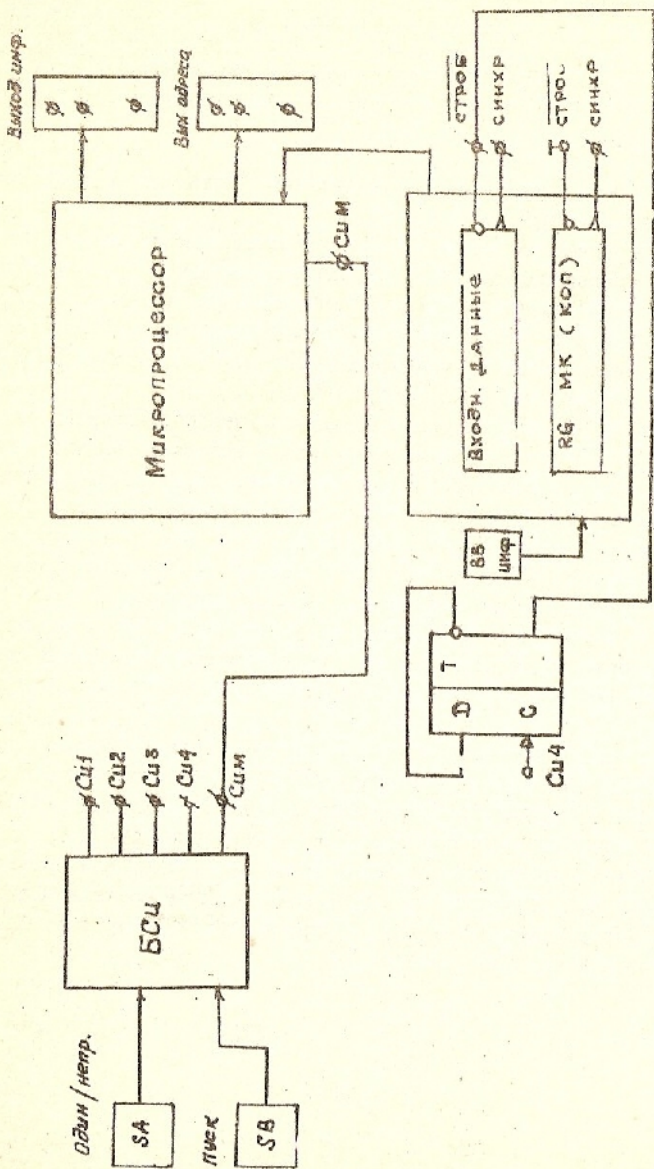 Один/непр.
SA
пуск
SB
БСИ
Си1
Си2
Си3
Си4
СиМ
Микропроцессор
СиМ
Выход инф.
Вых адреса
D
T
C
Си4
ВВ
ИНФ
ВХОДН. ДАННЫЕ
RG МК (КОП)
СТРОБ
СИНХР
СТРОБ
СИНХР